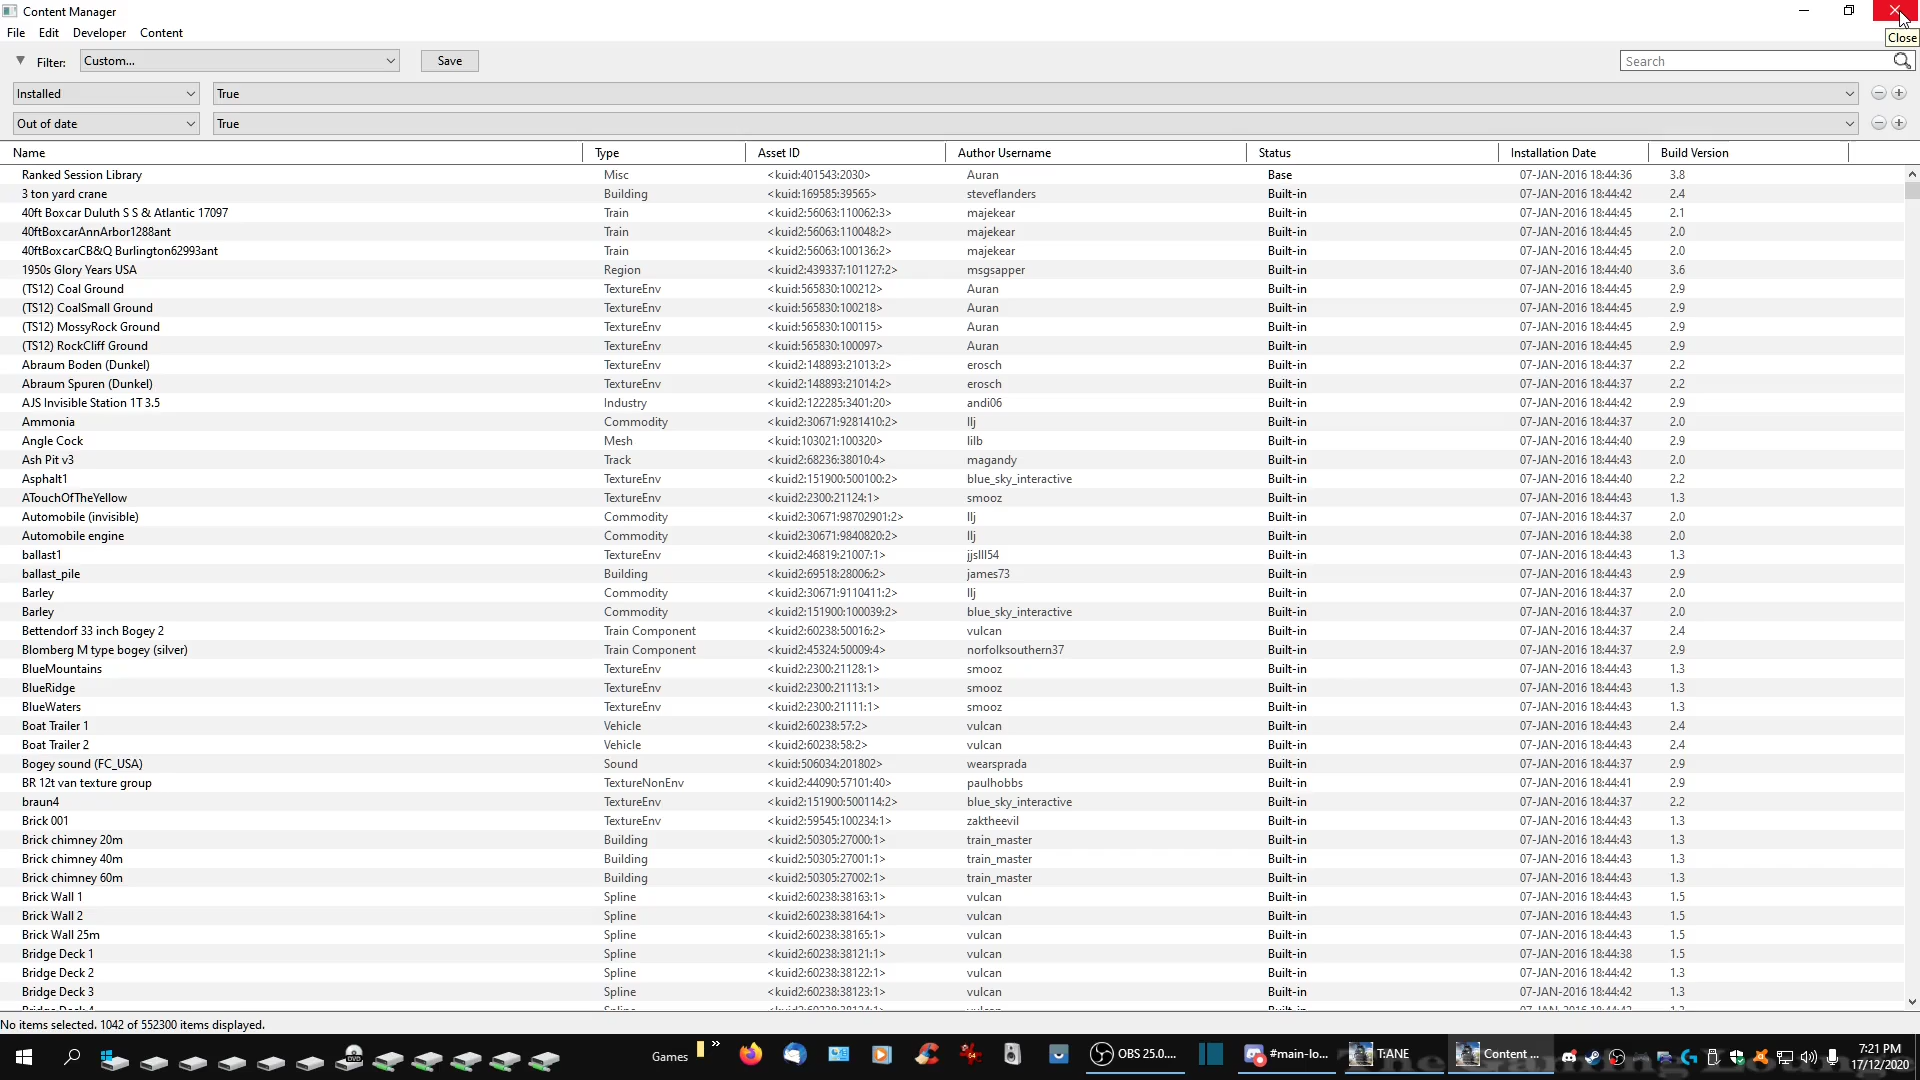 Content Manager
File Edit Developer Content
Close
Filter: Custom... Save Search
Installed True
Out of date True
Name Type Asset ID Author Username Status Installation Date Build Version
Ranked Session Library Misc <kuid:401543:2030> Auran Base 07-JAN-2016 18:44:36 3.8
3 ton yard crane Building <kuid:169585:39565> steveflanders Built-in 07-JAN-2016 18:44:42 2.4
40ft Boxcar Duluth S S & Atlantic 17097 Train <kuid2:56063:110062:3> majekear Built-in 07-JAN-2016 18:44:45 2.1
40ftBoxcarAnnArbor1288ant Train <kuid2:56063:110048:2> majekear Built-in 07-JAN-2016 18:44:45 2.0
40ftBoxcarCB&Q Burlington62993ant Train <kuid2:56063:100136:2> majekear Built-in 07-JAN-2016 18:44:45 2.0
1950s Glory Years USA Region <kuid2:439337:101127:2> msgsapper Built-in 07-JAN-2016 18:44:40 3.6
(TS12) Coal Ground TextureEnv <kuid:565830:100212> Auran Built-in 07-JAN-2016 18:44:45 2.9
(TS12) CoalSmall Ground TextureEnv <kuid:565830:100218> Auran Built-in 07-JAN-2016 18:44:45 2.9
(TS12) MossyRock Ground TextureEnv <kuid:565830:100115> Auran Built-in 07-JAN-2016 18:44:45 2.9
(TS12) RockCliff Ground TextureEnv <kuid:565830:100097> Auran Built-in 07-JAN-2016 18:44:45 2.9
Abraum Boden (Dunkel) TextureEnv <kuid2:148893:21013:2> erosch Built-in 07-JAN-2016 18:44:37 2.2
Abraum Spuren (Dunkel) TextureEnv <kuid2:148893:21014:2> erosch Built-in 07-JAN-2016 18:44:37 2.2
AJS Invisible Station 1T 3.5 Industry <kuid2:122285:3401:20> andi06 Built-in 07-JAN-2016 18:44:42 2.9
Ammonia Commodity <kuid2:30671:9281410:2> llj Built-in 07-JAN-2016 18:44:37 2.0
Angle Cock Mesh <kuid:103021:100320> lilb Built-in 07-JAN-2016 18:44:40 2.9
Ash Pit v3 Track <kuid2:68236:38010:4> magandy Built-in 07-JAN-2016 18:44:43 2.0
Asphalt1 TextureEnv <kuid2:151900:500100:2> blue_sky_interactive Built-in 07-JAN-2016 18:44:40 2.2
ATouchOfTheYellow TextureEnv <kuid2:2300:21124:1> smooz Built-in 07-JAN-2016 18:44:43 1.3
Automobile (invisible) Commodity <kuid2:30671:98702901:2> llj Built-in 07-JAN-2016 18:44:37 2.0
Automobile engine Commodity <kuid2:30671:9840820:2> llj Built-in 07-JAN-2016 18:44:38 2.0
ballast1 TextureEnv <kuid2:46819:21007:1> jjslll54 Built-in 07-JAN-2016 18:44:43 1.3
ballast_pile Building <kuid2:69518:28006:2> james73 Built-in 07-JAN-2016 18:44:43 2.9
Barley Commodity <kuid2:30671:9110411:2> llj Built-in 07-JAN-2016 18:44:37 2.0
Barley Commodity <kuid2:151900:100039:2> blue_sky_interactive Built-in 07-JAN-2016 18:44:37 2.0
Bettendorf 33 inch Bogey 2 Train Component <kuid2:60238:50016:2> vulcan Built-in 07-JAN-2016 18:44:37 2.4
Blomberg M type bogey (silver) Train Component <kuid2:45324:50009:4> norfolksouthern37 Built-in 07-JAN-2016 18:44:37 2.9
BlueMountains TextureEnv <kuid2:2300:21128:1> smooz Built-in 07-JAN-2016 18:44:43 1.3
BlueRidge TextureEnv <kuid2:2300:21113:1> smooz Built-in 07-JAN-2016 18:44:43 1.3
BlueWaters TextureEnv <kuid2:2300:21111:1> smooz Built-in 07-JAN-2016 18:44:43 1.3
Boat Trailer 1 Vehicle <kuid2:60238:57:2> vulcan Built-in 07-JAN-2016 18:44:43 2.4
Boat Trailer 2 Vehicle <kuid2:60238:58:2> vulcan Built-in 07-JAN-2016 18:44:43 2.4
Bogey sound (FC_USA) Sound <kuid:506034:201802> wearsprada Built-in 07-JAN-2016 18:44:37 2.9
BR 12t van texture group TextureNonEnv <kuid2:44090:57101:40> paulhobbs Built-in 07-JAN-2016 18:44:41 2.9
braun4 TextureEnv <kuid2:151900:500114:2> blue_sky_interactive Built-in 07-JAN-2016 18:44:37 2.2
Brick 001 TextureEnv <kuid2:59545:100234:1> zaktheevil Built-in 07-JAN-2016 18:44:43 1.3
Brick chimney 20m Building <kuid2:50305:27000:1> train_master Built-in 07-JAN-2016 18:44:43 1.3
Brick chimney 40m Building <kuid2:50305:27001:1> train_master Built-in 07-JAN-2016 18:44:43 1.3
Brick chimney 60m Building <kuid2:50305:27002:1> train_master Built-in 07-JAN-2016 18:44:43 1.3
Brick Wall 1 Spline <kuid2:60238:38163:1> vulcan Built-in 07-JAN-2016 18:44:43 1.5
Brick Wall 2 Spline <kuid2:60238:38164:1> vulcan Built-in 07-JAN-2016 18:44:43 1.5
Brick Wall 25m Spline <kuid2:60238:38165:1> vulcan Built-in 07-JAN-2016 18:44:43 1.5
Bridge Deck 1 Spline <kuid2:60238:38121:1> vulcan Built-in 07-JAN-2016 18:44:38 1.5
Bridge Deck 2 Spline <kuid2:60238:38122:1> vulcan Built-in 07-JAN-2016 18:44:42 1.3
Bridge Deck 3 Spline <kuid2:60238:38123:1> vulcan Built-in 07-JAN-2016 18:44:42 1.3
No items selected. 1042 of 552300 items displayed.
Games OBS 25.0.... #main-lo... T:ANE Content ... 7:21 PM
17/12/2020